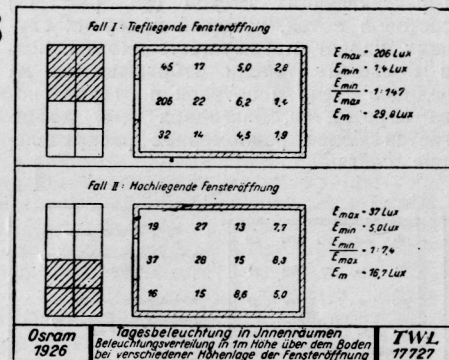 Fall I: Tiefliegende Fensteröffnung
45 17 5,0 2,8
206 22 6,2 1,4
32 14 4,5 1,9
Emax = 206 Lux
Emin = 1,4 Lux
Emin
Emax = 1:147
Em = 29,8 Lux
Fall II: Hochliegende Fensteröffnung
19 27 13 7,7
37 28 15 8,3
16 15 8,6 5,0
Emax = 37 Lux
Emin = 5,0 Lux
Emin
Emax = 1:7,4
Em = 16,7 Lux
Osram
1926
Tagesbeleuchtung in Jnnenräumen
Beleuchtungsverteilung in 1m Höhe über dem Boden
bei verschiedener Höhenlage der Fensteröffnung
TWL
17727